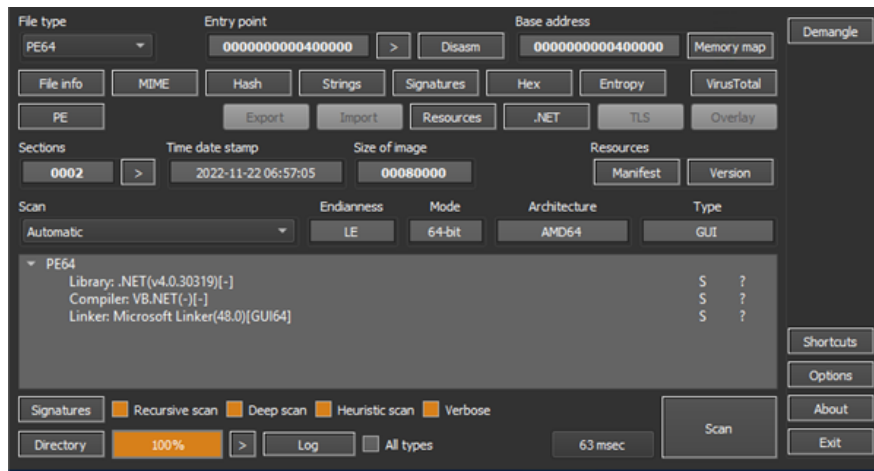 File type Entry point Base address
PE64 0000000000400000 > Disasm 0000000000400000 Memory map Demangle
File info MIME Hash Strings Signatures Hex Entropy VirusTotal
PE Export Import Resources .NET TLS Overlay
Sections Time date stamp Size of image Resources
0002 > 2022-11-22 06:57:05 00080000 Manifest Version
Scan Endianness Mode Architecture Type
Automatic LE 64-bit AMD64 GUI
PE64
Library: .NET(v4.0.30319)[-] S ?
Compiler: VB.NET(-)[-] S ?
Linker: Microsoft Linker(48.0)[GUI64] S ?
Shortcuts
Options
Signatures Recursive scan Deep scan Heuristic scan Verbose Scan About
Directory 100% > Log All types 63 msec Exit